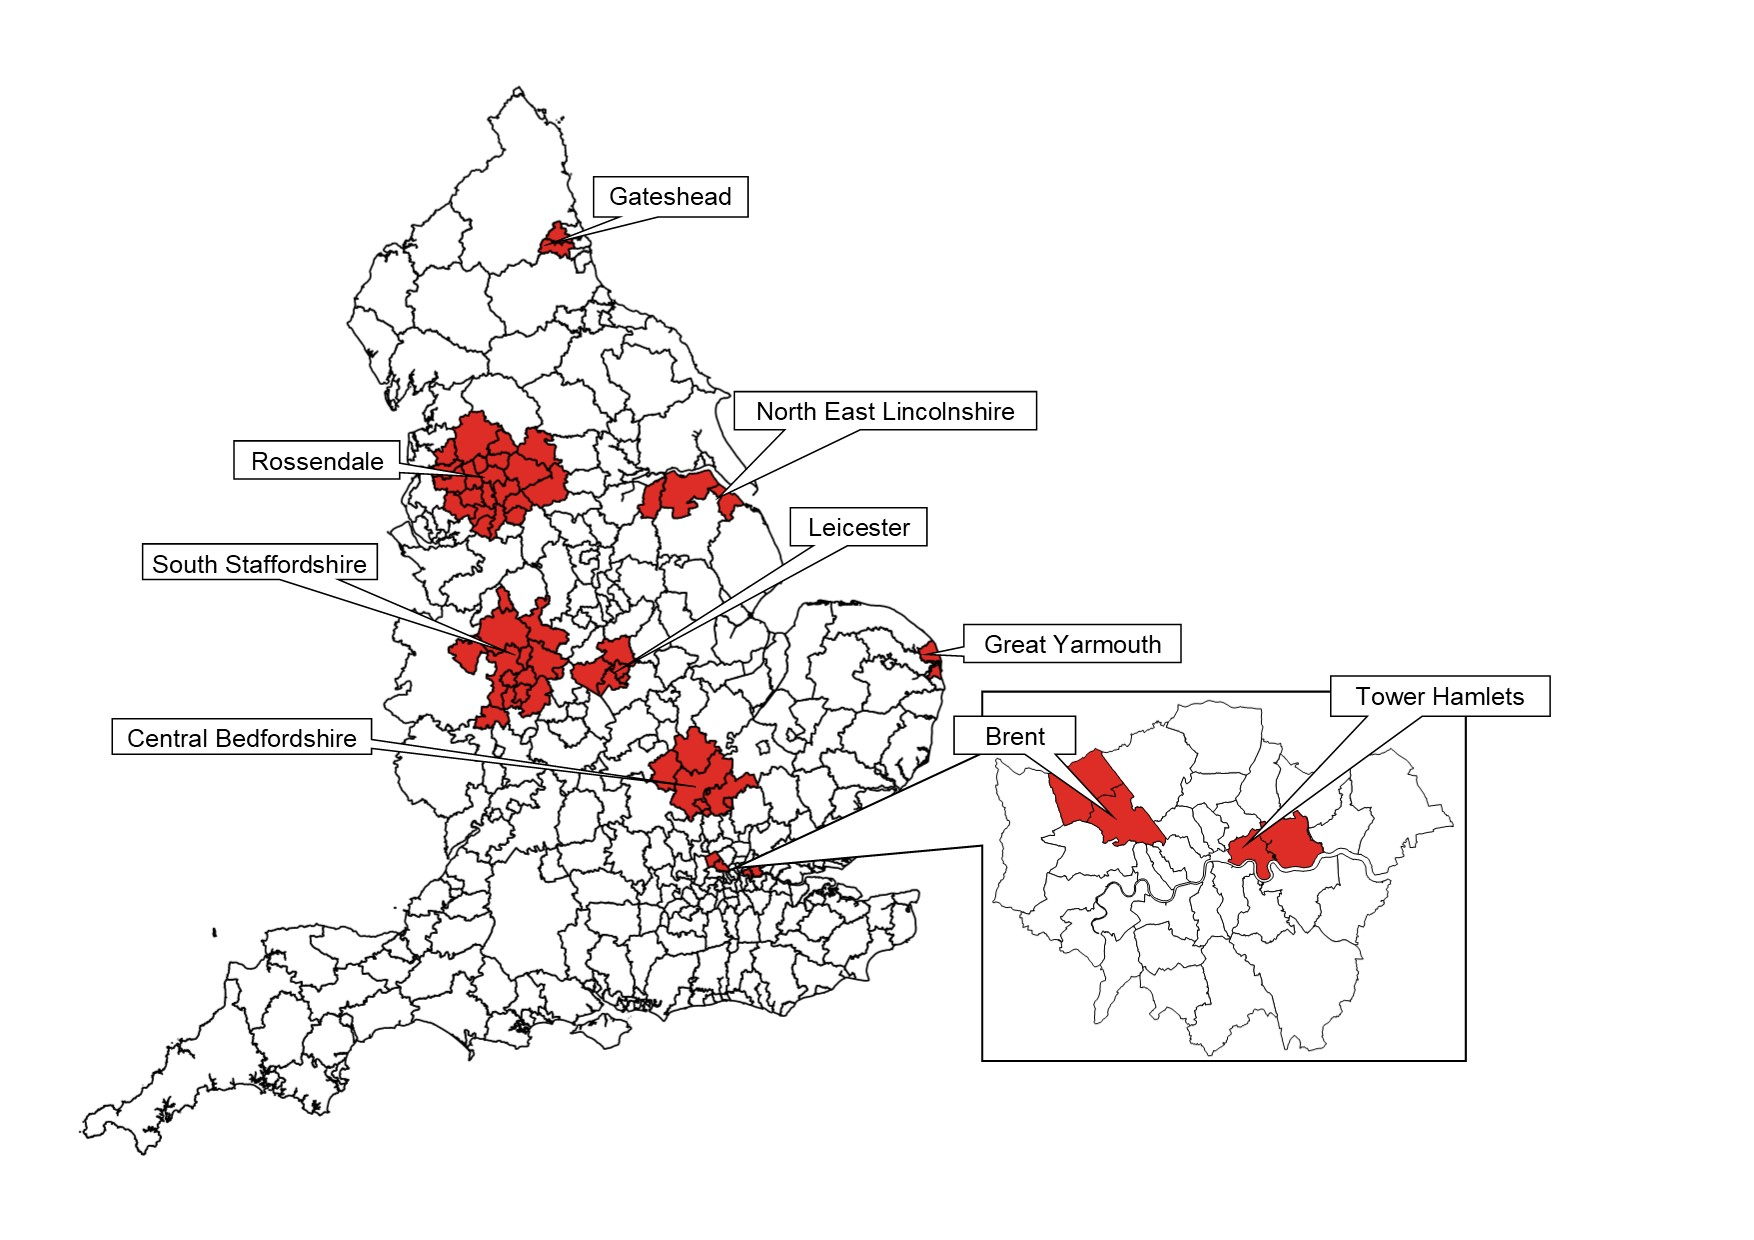 Gateshead
North East Lincolnshire
Rossendale
Leicester
South Staffordshire
Great Yarmouth
Tower Hamlets
Brent
Central Bedfordshire